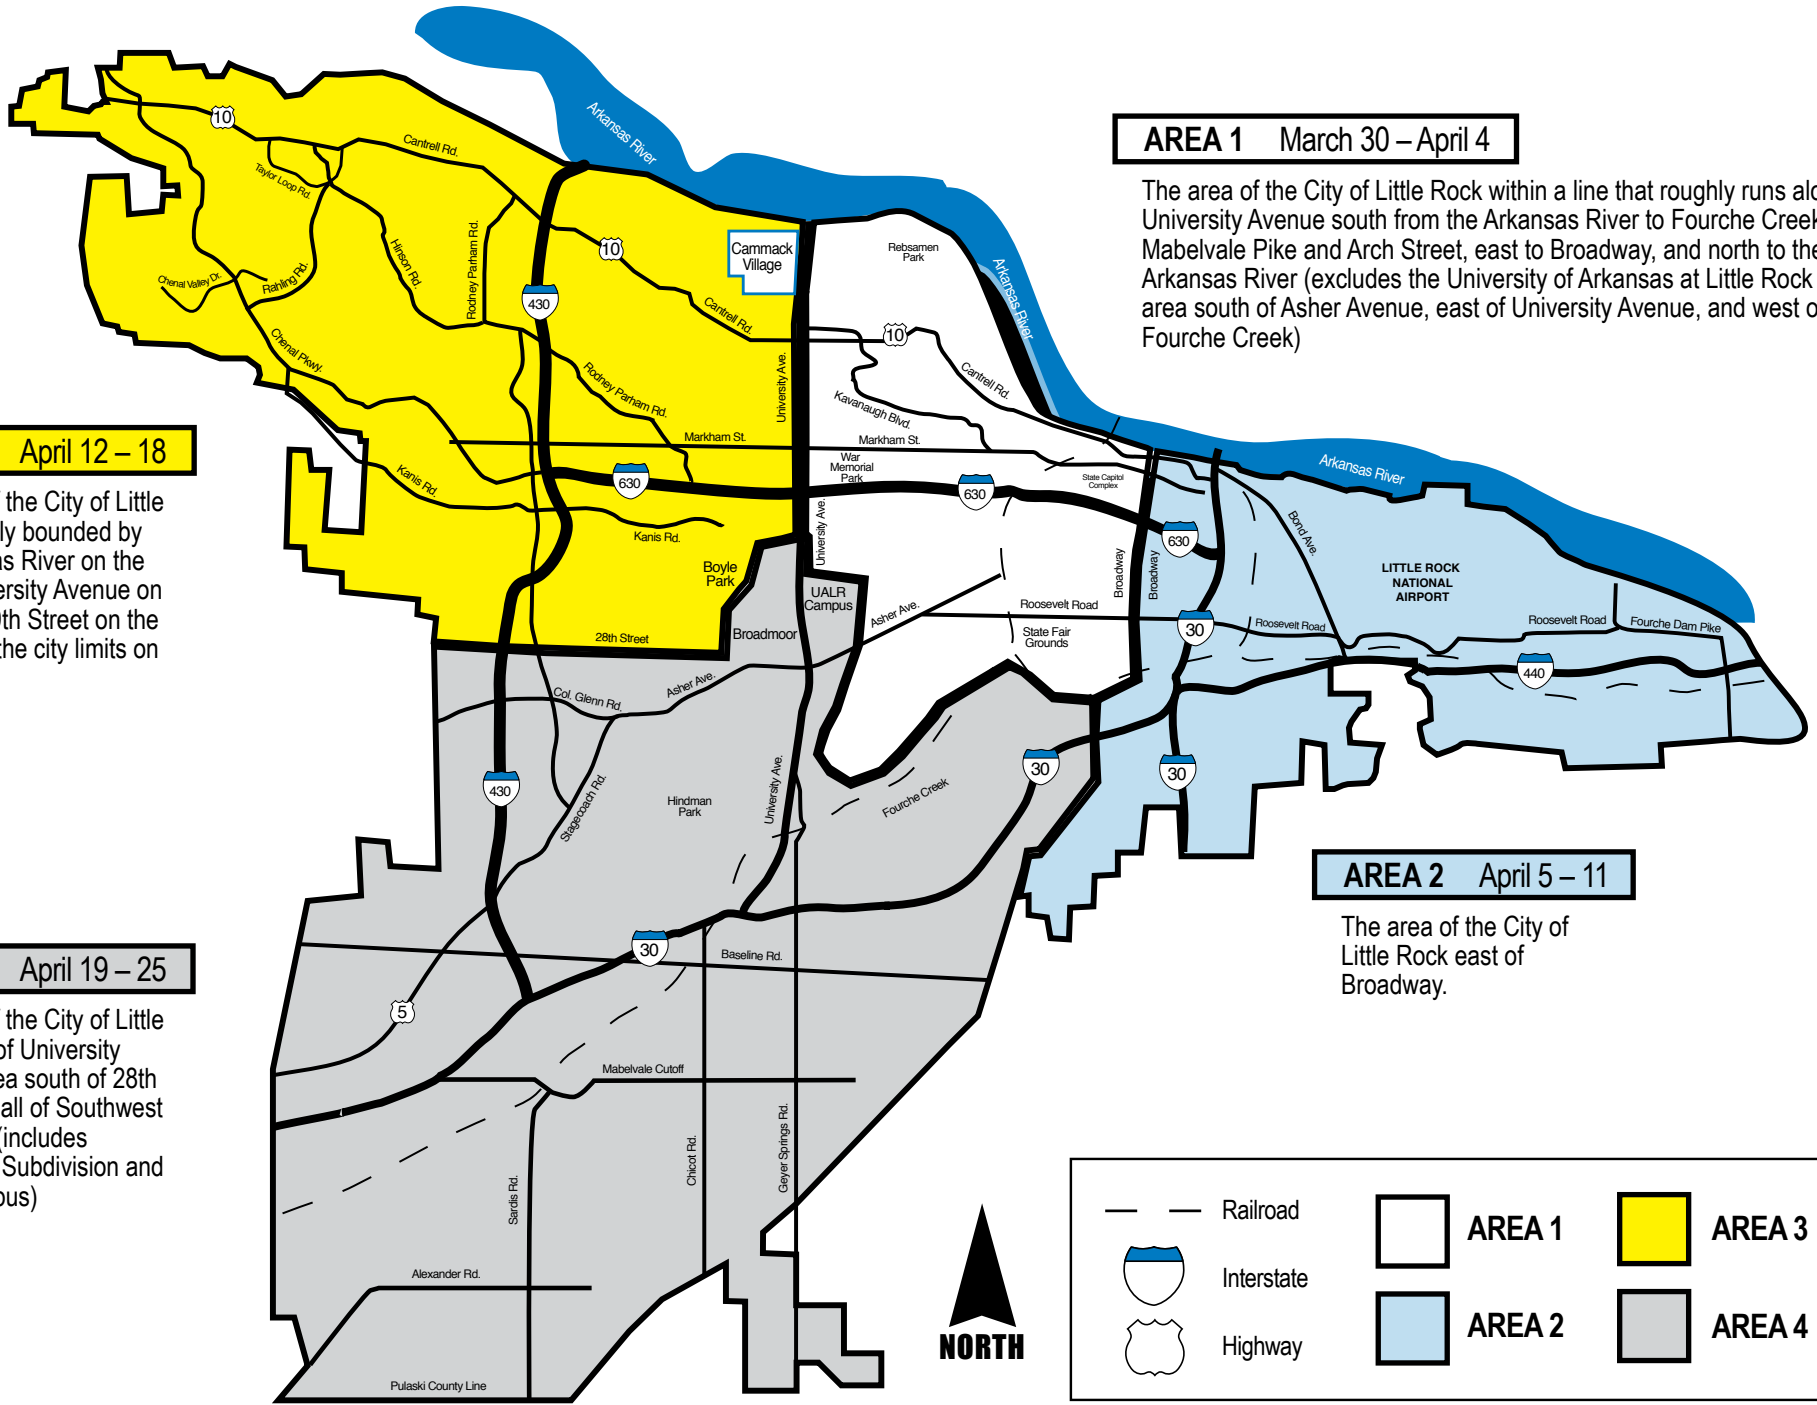 AREA 1 March 30 – April 4
The area of the City of Little Rock within a line that roughly runs alo
University Avenue south from the Arkansas River to Fourche Creek
Mabelvale Pike and Arch Street, east to Broadway, and north to the
Arkansas River (excludes the University of Arkansas at Little Rock
area south of Asher Avenue, east of University Avenue, and west o
Fourche Creek)
April 12 – 18
f the City of Little
ly bounded by
as River on the
ersity Avenue on
th Street on the
the city limits on
April 19 – 25
f the City of Little
of University
ea south of 28th
all of Southwest
(includes
Subdivision and
ous)
AREA 2 April 5 – 11
The area of the City of
Little Rock east of
Broadway.
Arkansas River
Arkansas River
Arkansas River
10
Cantrell Rd.
Taylor Loop Rd.
Hinson Rd.
Rodney Parham Rd.
10
Chenal Valley Dr.
Rahling Rd.
430
Cantrell Rd.
Cammack
Village
Rebsamen
Park
10
Cantrell Rd.
Chenal Pkwy.
Rodney Parham Rd.
University Ave.
Kavanaugh Blvd.
Markham St.
Markham St.
War
Memorial
Park
State Capitol
Complex
Kanis Rd.
630
630
630
Kanis Rd.
University Ave.
Boyle
Park
Broadway
Broadway
Bond Ave.
LITTLE ROCK
NATIONAL
AIRPORT
UALR
Campus
Asher Ave.
Roosevelt Road
State Fair
Grounds
30
Roosevelt Road
Roosevelt Road
Fourche Dam Pike
440
28th Street
Broadmoor
Col. Glenn Rd.
Asher Ave.
430
Stagecoach Rd.
Hindman
Park
University Ave.
Fourche Creek
30
30
30
Baseline Rd.
5
Mabelvale Cutoff
Sardis Rd.
Chicot Rd.
Geyer Springs Rd.
Alexander Rd.
Pulaski County Line
NORTH
Railroad
Interstate
Highway
AREA 1
AREA 2
AREA 3
AREA 4